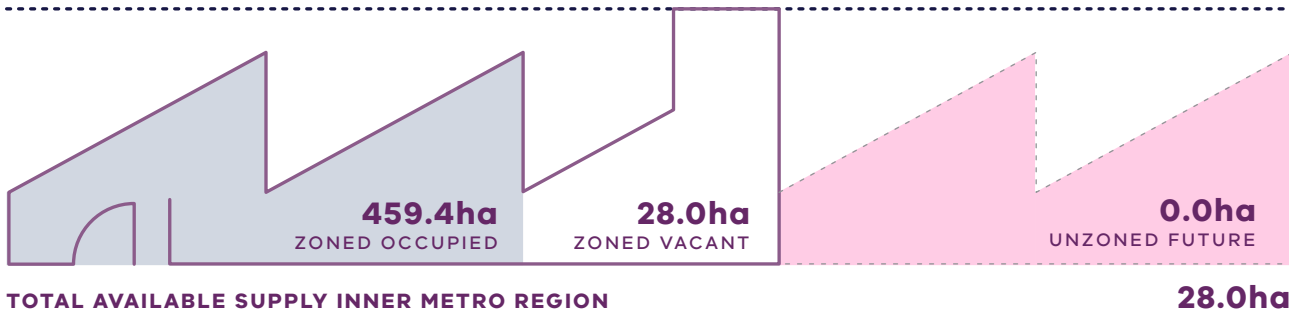 459.4ha
ZONED OCCUPIED
28.0ha
ZONED VACANT
0.0ha
UNZONED FUTURE
TOTAL AVAILABLE SUPPLY INNER METRO REGION
28.0ha